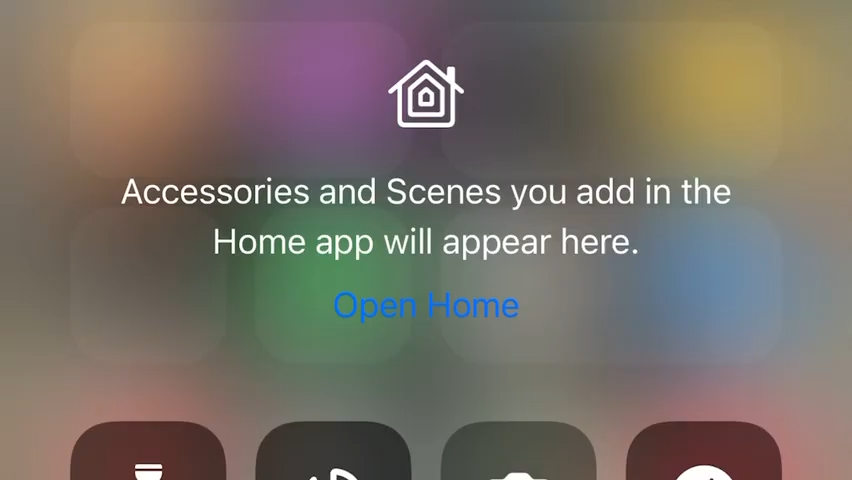 Accessories and Scenes you add in the
Home app will appear here.
Open Home